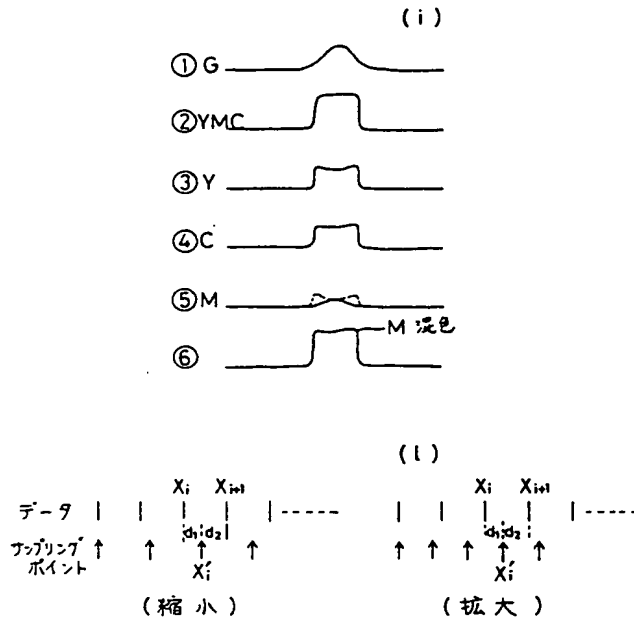 (i)
①G
②YMC
③Y
④C
⑤M
M 混色
⑥
(l)
Xi Xi+1 Xi Xi+1
データ
d1 d2 d1 d2
サンプリング
ポイント
Xi' Xi'
(縮小) (拡大)